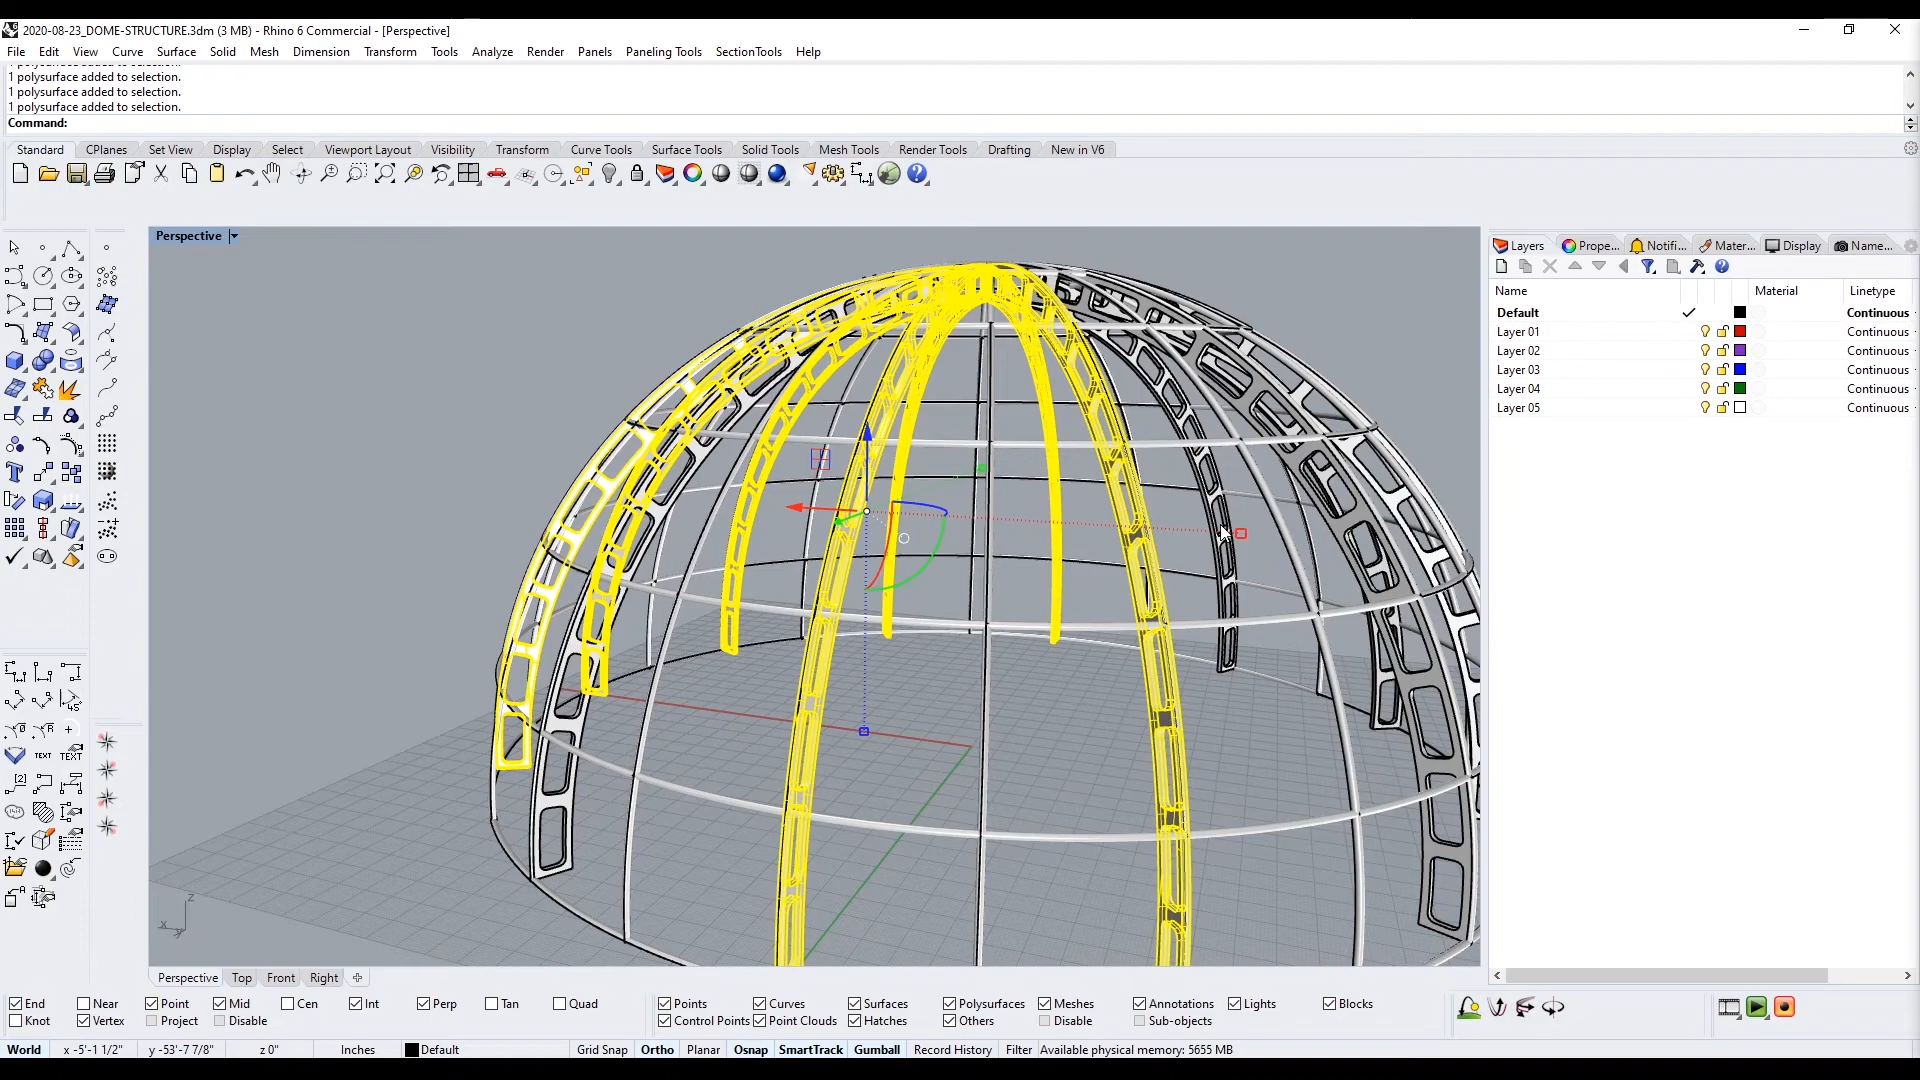 2020-08-23_DOME-STRUCTURE.3dm (3 MB) - Rhino 6 Commercial - [Perspective]
File Edit View Curve Surface Solid Mesh Dimension Transform Tools Analyze Render Panels Paneling Tools SectionTools Help
1 polysurface added to selection.
1 polysurface added to selection.
1 polysurface added to selection.
1 polysurface added to selection.
Command:
Standard CPlanes Set View Display Select Viewport Layout Visibility Transform Curve Tools Surface Tools Solid Tools Mesh Tools Render Tools Drafting New in V6
Perspective
Layers Prope... Notifi... Mater... Display Name...
Name Material Linetype
Default Continuous
Layer 01 Continuous
Layer 02 Continuous
Layer 03 Continuous
Layer 04 Continuous
Layer 05 Continuous
TEXT TEXT
z
x
y
Perspective Top Front Right
End Near Point Mid Cen Int Perp Tan Quad Points Curves Surfaces Polysurfaces Meshes Annotations Lights Blocks
Knot Vertex Project Disable Control Points Point Clouds Hatches Others Disable Sub-objects
World x -5'-1 1/2" y -53'-7 7/8" z 0" Inches Default Grid Snap Ortho Planar Osnap SmartTrack Gumball Record History Filter Available physical memory: 5655 MB